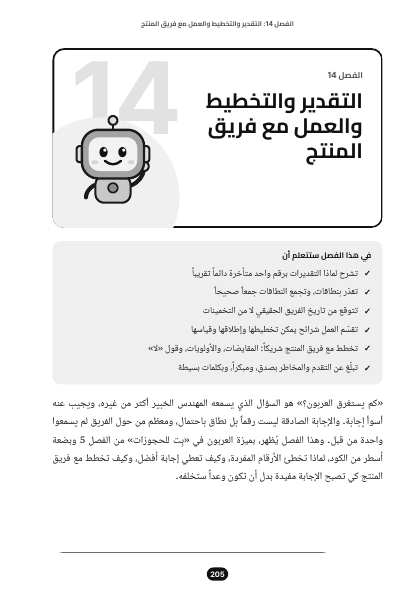 الفصل 14: التقدير والتخطيط والعمل مع فريق المنتج
14
الفصل 14
التقدير والتخطيط
والعمل مع فريق
المنتج
في هذا الفصل ستتعلم أن
✓ تشرح لماذا التقديرات برقم واحد متأخرة دائماً تقريباً
✓ تقدّر بنطاقات، وتجمع النطاقات جمعاً صحيحاً
✓ تتوقع من تاريخ الفريق الحقيقي لا من التخمينات
✓ تقسّم العمل شرائح يمكن تخطيطها وإطلاقها وقياسها
✓ تخطط مع فريق المنتج شريكاً: المقايضات، والأولويات، وقول «لا»
✓ تبلّغ عن التقدم والمخاطر بصدق، ومبكراً، وبكلمات بسيطة
«كم يستغرق العربون؟» هو السؤال الذي يسمعه المهندس الخبير أكثر من غيره، ويجيب عنه
أسوأ إجابة. والإجابة الصادقة ليست رقماً بل نطاق باحتمال، ومعظم من حول الفريق لم يسمعوا
واحدة من قبل. وهذا الفصل يُظهر، بميزة العربون في «بِت للحجوزات» من الفصل 5 وبضعة
أسطر من الكود، لماذا تخطئ الأرقام المفردة، وكيف تعطي إجابة أفضل، وكيف تخطط مع فريق
المنتج كي تصبح الإجابة مفيدة بدل أن تكون وعداً ستخلفه.
205